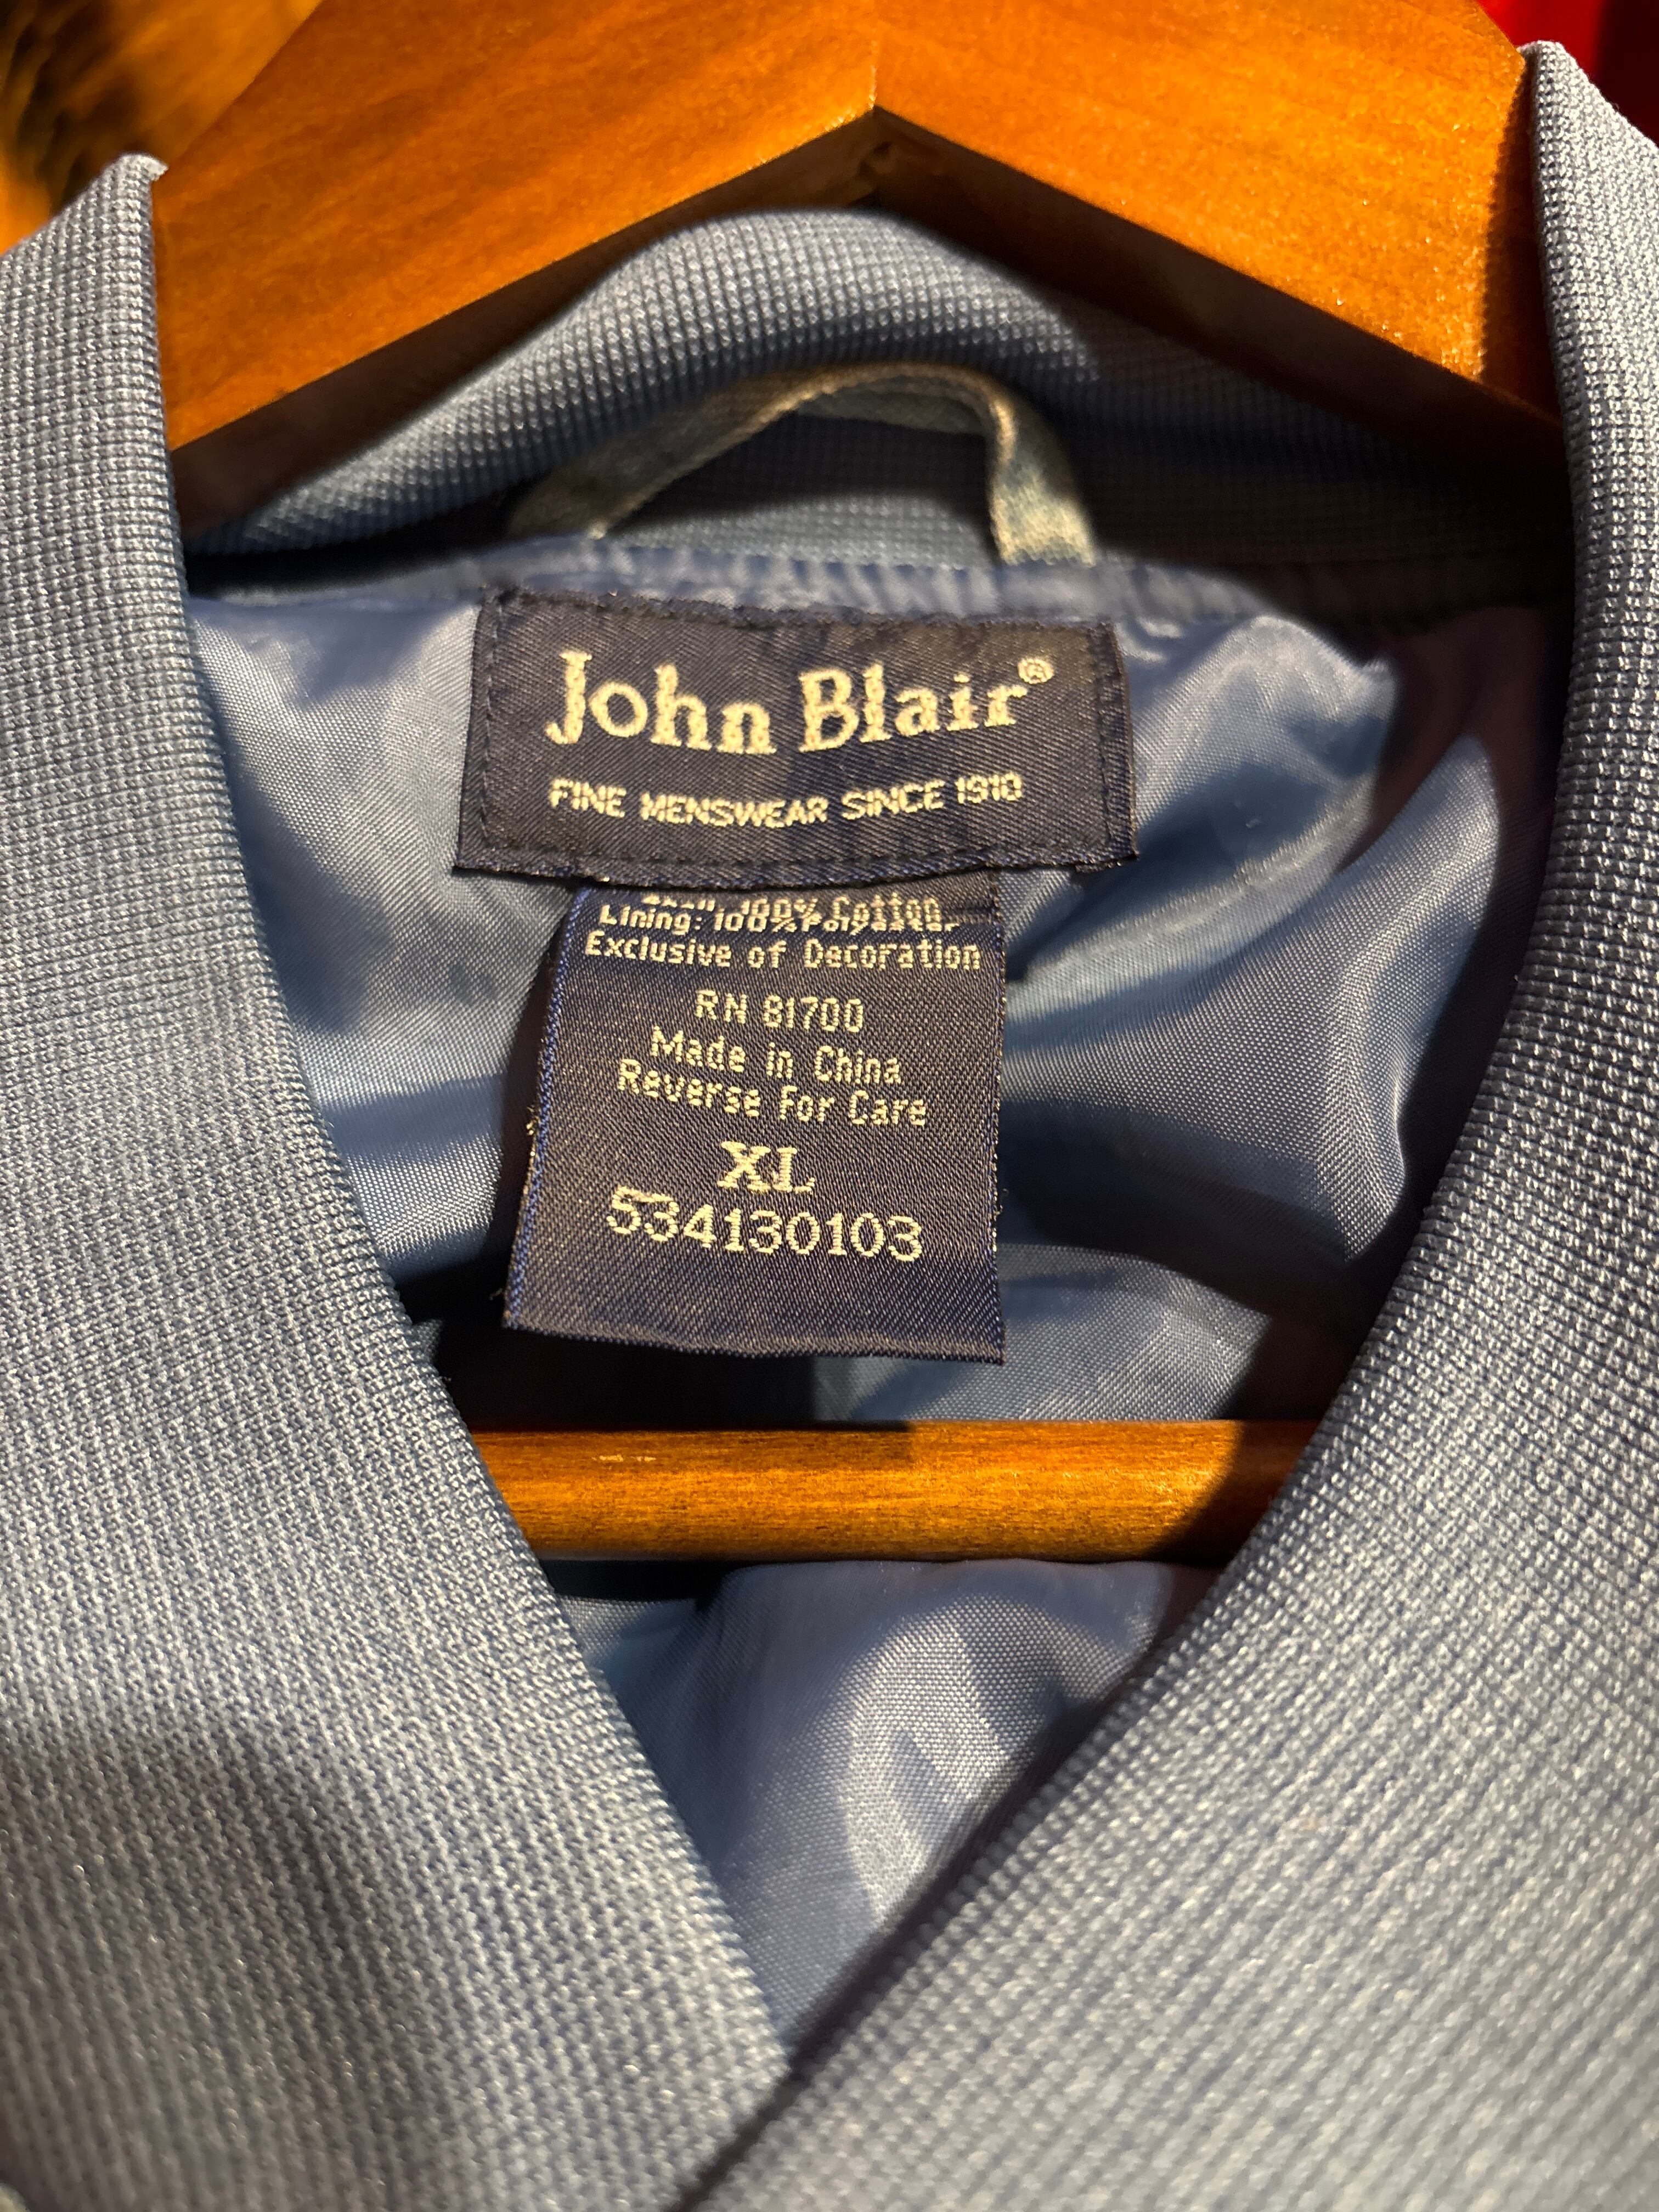 John Blair®
FINE MENSWEAR SINCE 1910
100% Cotton
Lining: 100% Polyester
Exclusive of Decoration
RN 81700
Made in China
Reverse For Care
XL
534130103